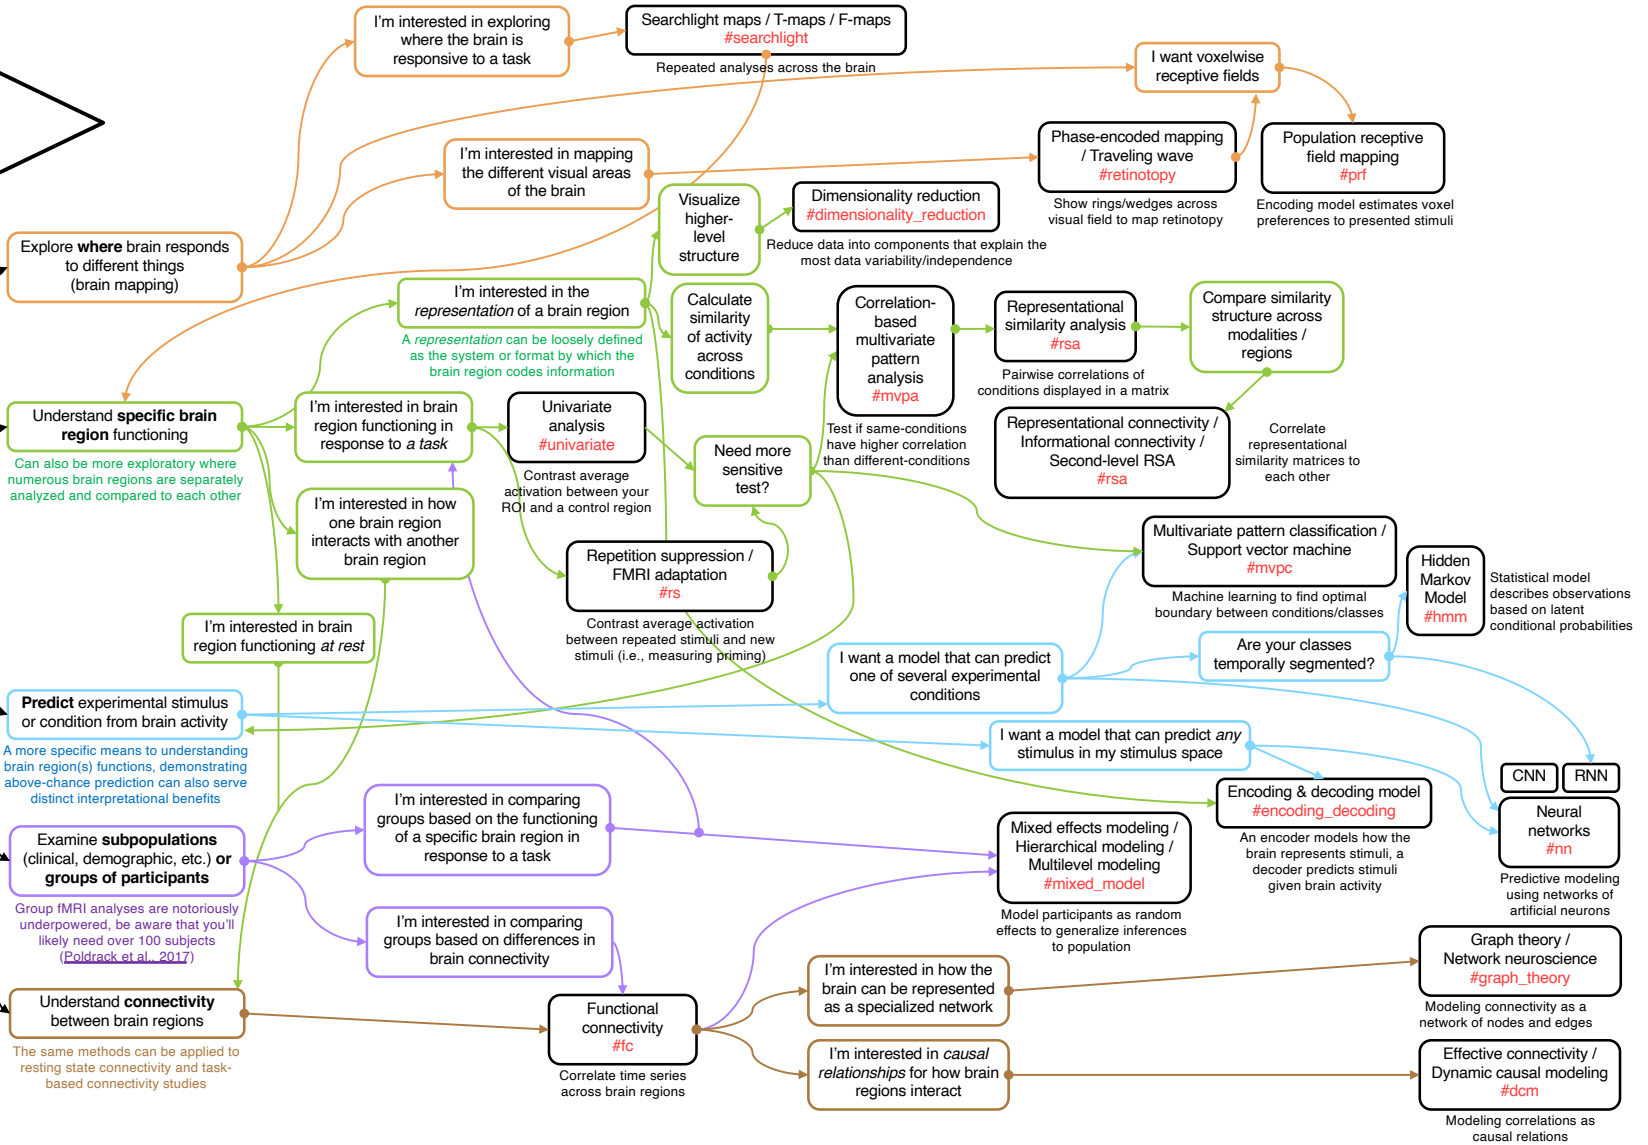 I'm interested in exploring
where the brain is
responsive to a task
Searchlight maps / T-maps / F-maps
#searchlight
Repeated analyses across the brain
I want voxelwise
receptive fields
I'm interested in mapping
the different visual areas
of the brain
Phase-encoded mapping
/ Traveling wave
#retinotopy
Show rings/wedges across
visual field to map retinotopy
Population receptive
field mapping
#prf
Encoding model estimates voxel
preferences to presented stimuli
Explore where brain responds
to different things
(brain mapping)
Visualize
higher-
level
structure
Dimensionality reduction
#dimensionality_reduction
Reduce data into components that explain the
most data variability/independence
I'm interested in the
representation of a brain region
A representation can be loosely defined
as the system or format by which the
brain region codes information
Calculate
similarity
of activity
across
conditions
Correlation-
based
multivariate
pattern
analysis
#mvpa
Test if same-conditions
have higher correlation
than different-conditions
Representational
similarity analysis
#rsa
Pairwise correlations of
conditions displayed in a matrix
Compare similarity
structure across
modalities /
regions
Representational connectivity /
Informational connectivity /
Second-level RSA
#rsa
Correlate
representational
similarity matrices to
each other
Understand specific brain
region functioning
Can also be more exploratory where
numerous brain regions are separately
analyzed and compared to each other
I'm interested in brain
region functioning in
response to a task
Univariate
analysis
#univariate
Contrast average
activation between your
ROI and a control region
Need more
sensitive
test?
I'm interested in how
one brain region
interacts with another
brain region
Repetition suppression /
FMRI adaptation
#rs
Contrast average activation
between repeated stimuli and new
stimuli (i.e., measuring priming)
I'm interested in brain
region functioning at rest
Multivariate pattern classification /
Support vector machine
#mvpc
Machine learning to find optimal
boundary between conditions/classes
Hidden
Markov
Model
#hmm
Statistical model
describes observations
based on latent
conditional probabilities
Are your classes
temporally segmented?
I want a model that can predict
one of several experimental
conditions
Predict experimental stimulus
or condition from brain activity
A more specific means to understanding
brain region(s) functions, demonstrating
above-chance prediction can also serve
distinct interpretational benefits
I want a model that can predict any
stimulus in my stimulus space
CNN
RNN
Encoding & decoding model
#encoding_decoding
An encoder models how the
brain represents stimuli, a
decoder predicts stimuli
given brain activity
Neural
networks
#nn
Predictive modeling
using networks of
artificial neurons
Examine subpopulations
(clinical, demographic, etc.) or
groups of participants
Group fMRI analyses are notoriously
underpowered, be aware that you'll
likely need over 100 subjects
(Poldrack et al., 2017)
I'm interested in comparing
groups based on the functioning
of a specific brain region in
response to a task
Mixed effects modeling /
Hierarchical modeling /
Multilevel modeling
#mixed_model
Model participants as random
effects to generalize inferences
to population
I'm interested in comparing
groups based on differences in
brain connectivity
Understand connectivity
between brain regions
The same methods can be applied to
resting state connectivity and task-
based connectivity studies
Functional
connectivity
#fc
Correlate time series
across brain regions
I'm interested in how the
brain can be represented
as a specialized network
Graph theory /
Network neuroscience
#graph_theory
Modeling connectivity as a
network of nodes and edges
I'm interested in causal
relationships for how brain
regions interact
Effective connectivity /
Dynamic causal modeling
#dcm
Modeling correlations as
causal relations